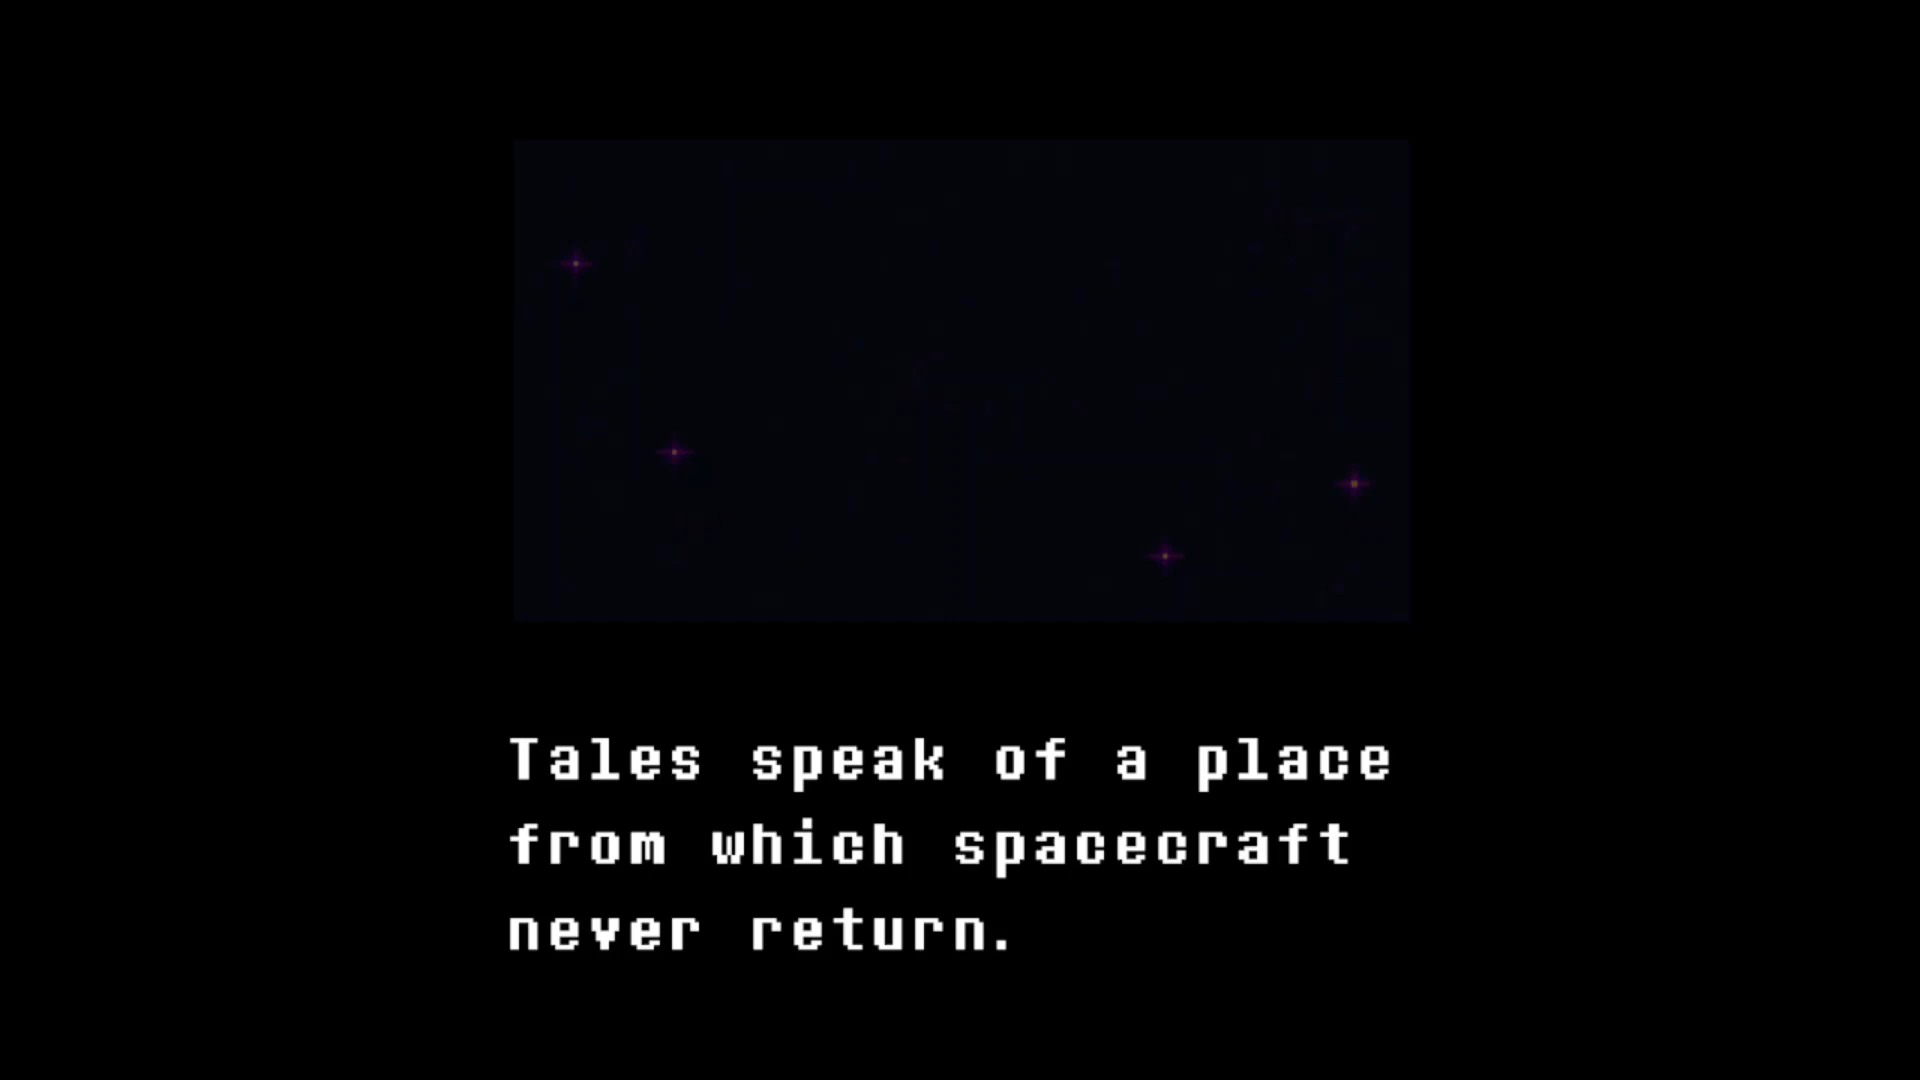 Tales speak of a place
from which spacecraft
never return.